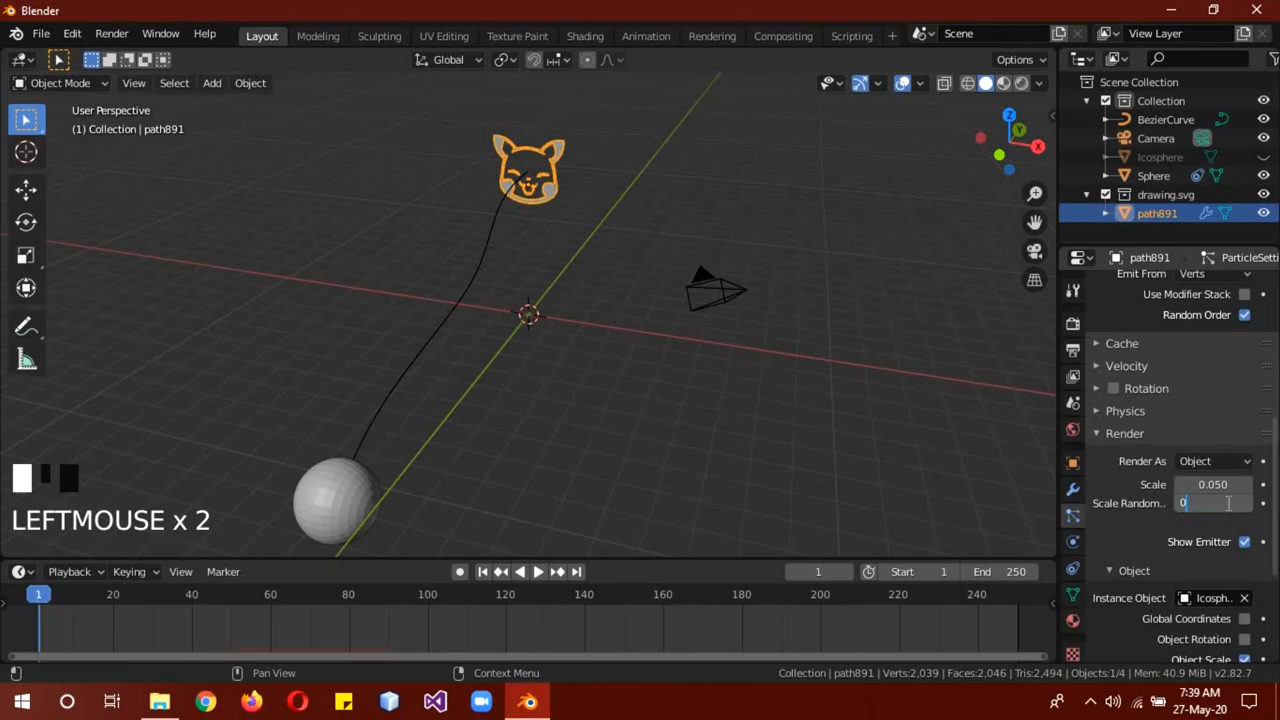 Blender
File Edit Render Window Help Layout Modeling Sculpting UV Editing Texture Paint Shading Animation Rendering Compositing Scripting + Scene View Layer
Global Options
Object Mode View Select Add Object
User Perspective
(1) Collection | path891
Z
Y
X
Scene Collection
Collection
BezierCurve
Camera
Icosphere
Sphere
drawing.svg
path891
path891 ParticleSetti
Emit From Verts
Use Modifier Stack
Random Order
Cache
Velocity
Rotation
Physics
Render
Render As Object
Scale 0.050
Scale Random.. 0
Show Emitter
Object
Instance Object Icosph..
Global Coordinates
Object Rotation
Object Scale
LEFTMOUSE x 2
Playback Keying View Marker 1 Start 1 End 250
1 20 40 60 80 100 120 140 160 180 200 220 240
Pan View Context Menu Collection | path891 | Verts:2,039 | Faces:2,046 | Tris:2,494 | Objects:1/4 | Mem: 40.9 MiB | v2.82.7
7:39 AM
27-May-20